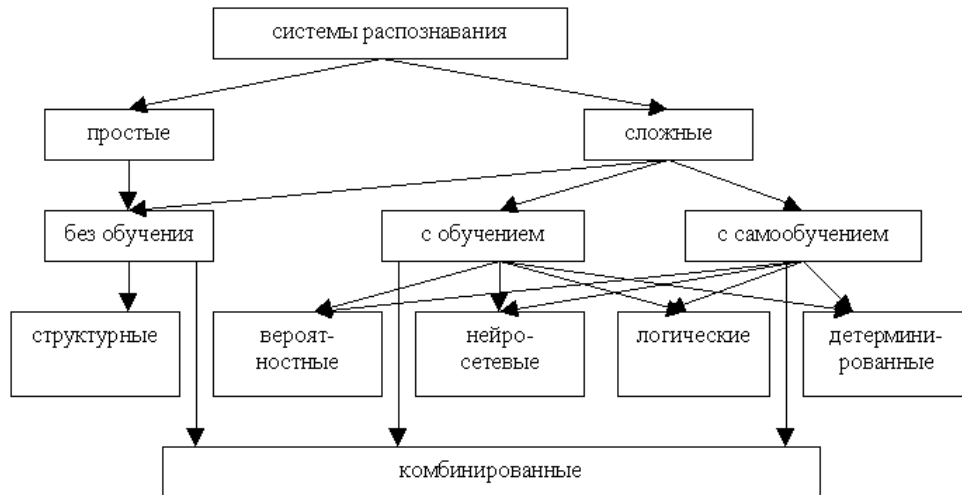 системы распознавания
простые
сложные
без обучения
с обучением
с самообучением
структурные
вероят-
ностные
нейро-
сетевые
логические
детермини-
рованные
комбинированные